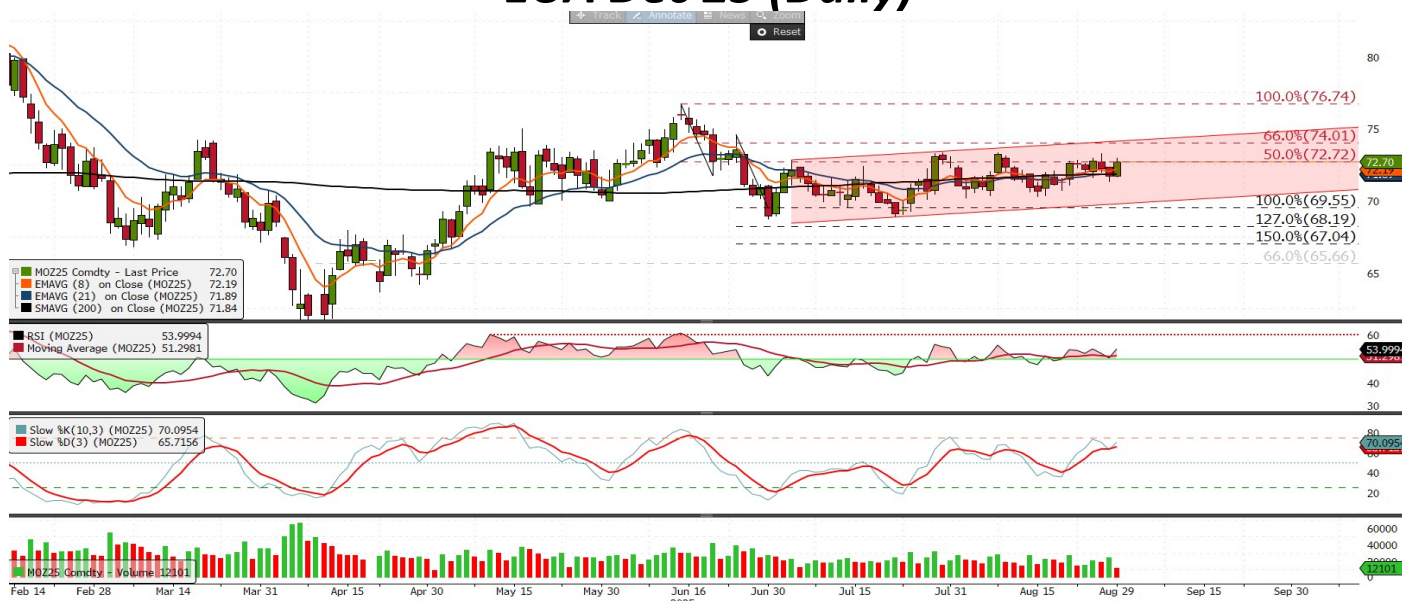 Track Annotate News Zoom
Reset
80
75
70
65
100.0%(76.74)
66.0%(74.01)
50.0%(72.72)
100.0%(69.55)
127.0%(68.19)
150.0%(67.04)
66.0%(65.66)
72.70
72.19
MOZ25 Comdty - Last Price 72.70
EMAVG (8) on Close (MOZ25) 72.19
EMAVG (21) on Close (MOZ25) 71.89
SMAVG (200) on Close (MOZ25) 71.84
RSI (MOZ25) 53.9994
Moving Average (MOZ25) 51.2981
60
53.9994
40
30
Slow %K(10,3) (MOZ25) 70.0954
Slow %D(3) (MOZ25) 65.7156
80
70.0954
60
40
20
MOZ25 Comdty - Volume 12101
60000
40000
12101
0
Feb 14 Feb 28 Mar 14 Mar 31 Apr 15 Apr 30 May 15 May 30 Jun 16 Jun 30 Jul 15 Jul 31 Aug 15 Aug 29 Sep 15 Sep 30